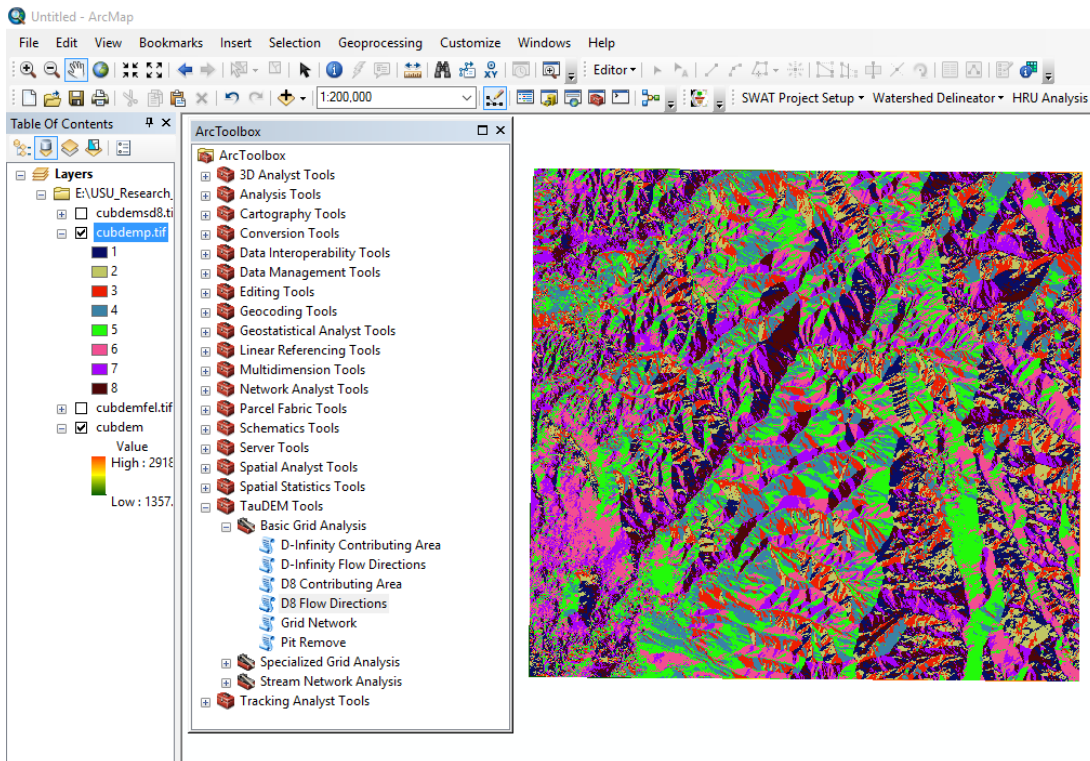 Untitled - ArcMap
File Edit View Bookmarks Insert Selection Geoprocessing Customize Windows Help
Editor
1:200,000 SWAT Project Setup Watershed Delineator HRU Analysis
Table Of Contents
Layers
E:\USU_Research_
cubdemsd8.ti
cubdemp.tif
1
2
3
4
5
6
7
8
cubdemfel.tif
cubdem
Value
High : 2918
Low : 1357.
ArcToolbox
ArcToolbox
3D Analyst Tools
Analysis Tools
Cartography Tools
Conversion Tools
Data Interoperability Tools
Data Management Tools
Editing Tools
Geocoding Tools
Geostatistical Analyst Tools
Linear Referencing Tools
Multidimension Tools
Network Analyst Tools
Parcel Fabric Tools
Schematics Tools
Server Tools
Spatial Analyst Tools
Spatial Statistics Tools
TauDEM Tools
Basic Grid Analysis
D-Infinity Contributing Area
D-Infinity Flow Directions
D8 Contributing Area
D8 Flow Directions
Grid Network
Pit Remove
Specialized Grid Analysis
Stream Network Analysis
Tracking Analyst Tools